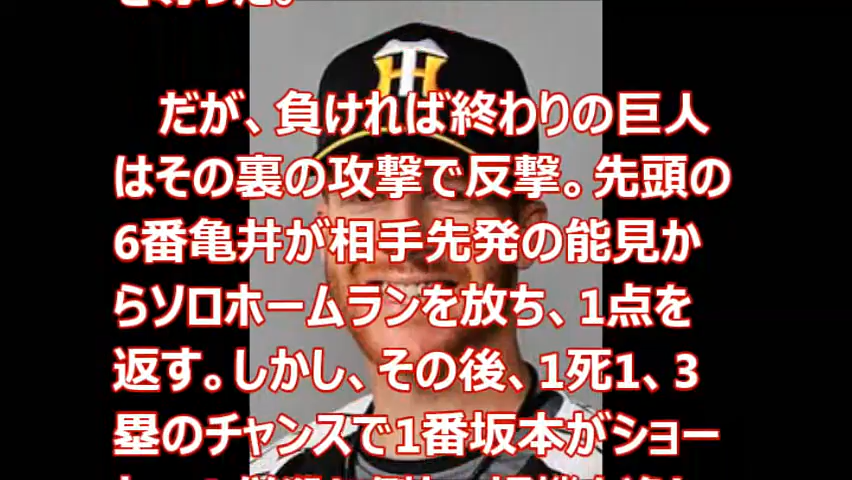 だが、負ければ終わりの巨人
はその裏の攻撃で反撃。先頭の
6番亀井が相手先発の能見か
らソロホームランを放ち、1点を
返す。しかし、その後、1死1、3
塁のチャンスで1番坂本がショー